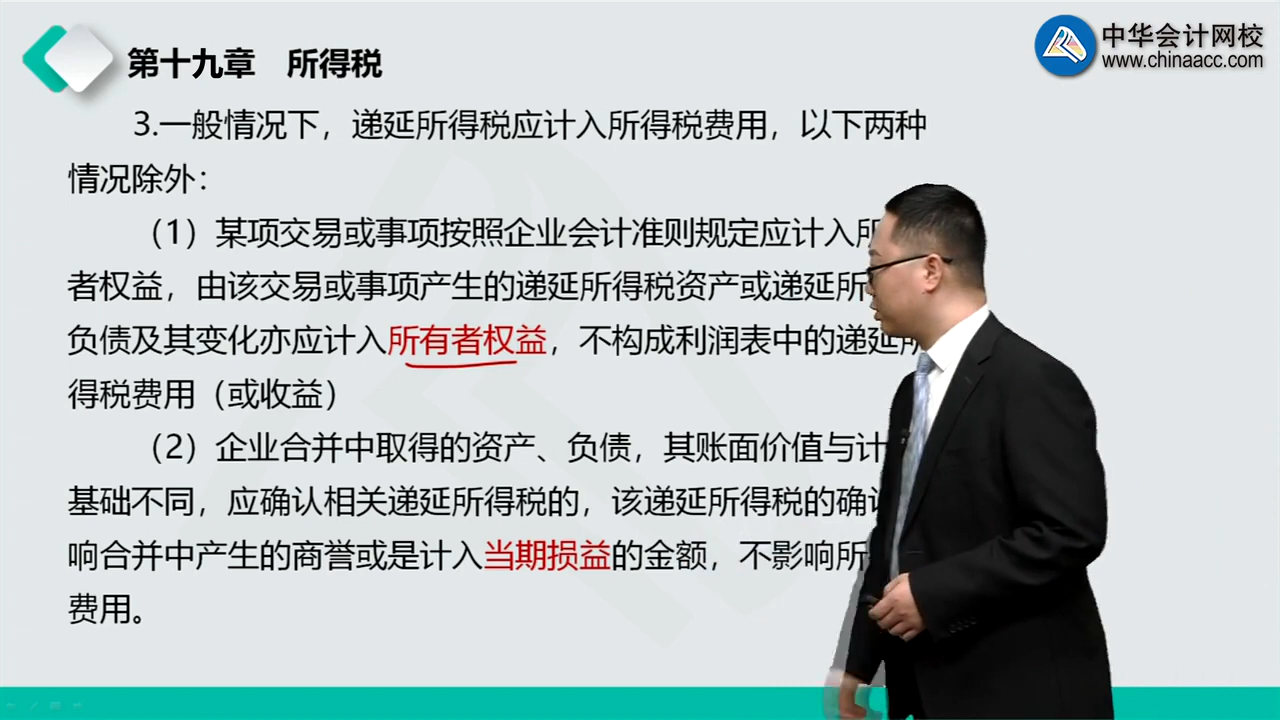 第十九章 所得税
中华会计网校
www.chinaacc.com
3.一般情况下，递延所得税应计入所得税费用，以下两种
情况除外：
（1）某项交易或事项按照企业会计准则规定应计入所
者权益，由该交易或事项产生的递延所得税资产或递延所
负债及其变化亦应计入所有者权益，不构成利润表中的递延所
得税费用（或收益）
（2）企业合并中取得的资产、负债，其账面价值与计
基础不同，应确认相关递延所得税的，该递延所得税的确
响合并中产生的商誉或是计入当期损益的金额，不影响所
费用。